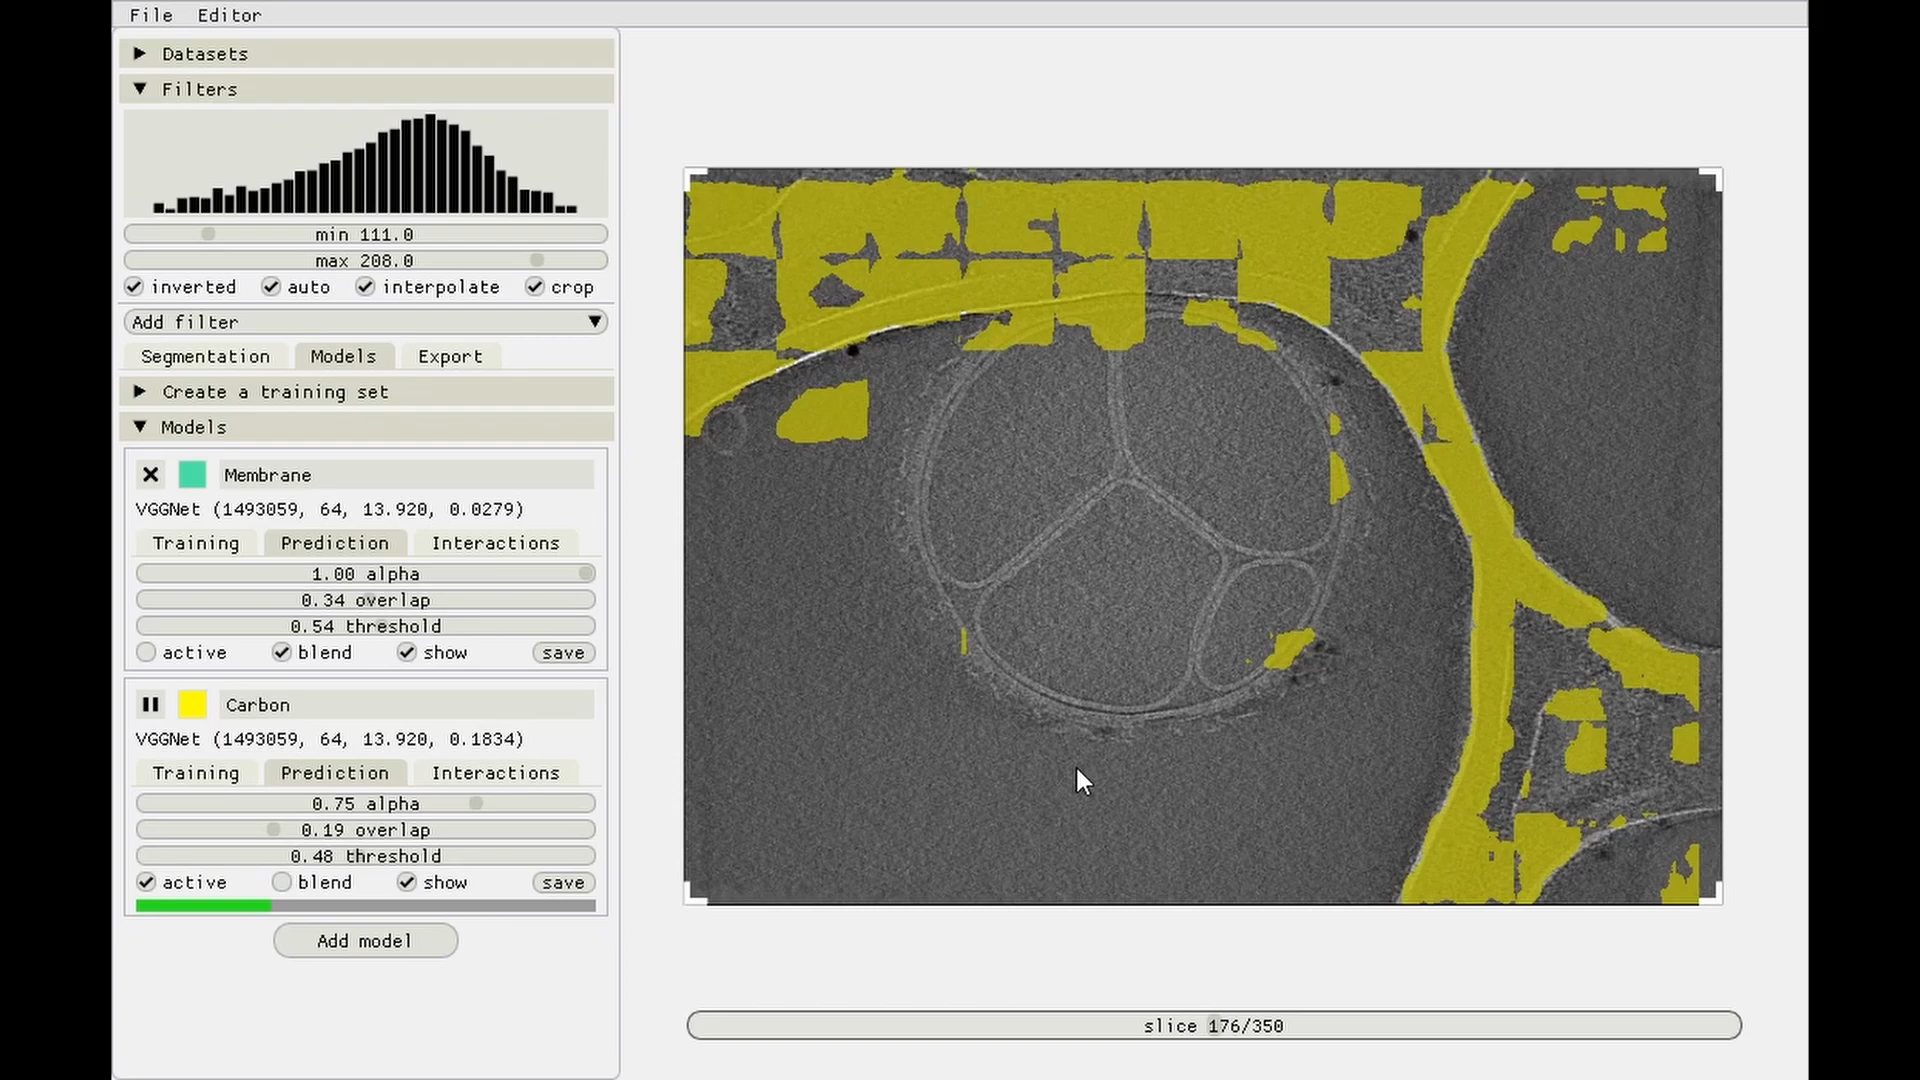 File Editor
Datasets
Filters
min 111.0
max 208.0
inverted auto interpolate crop
Add filter
Segmentation Models Export
Create a training set
Models
Membrane
VGGNet (1493059, 64, 13.920, 0.0279)
Training Prediction Interactions
1.00 alpha
0.34 overlap
0.54 threshold
active blend show save
Carbon
VGGNet (1493059, 64, 13.920, 0.1834)
Training Prediction Interactions
0.75 alpha
0.19 overlap
0.48 threshold
active blend show save
Add model
slice 176/350